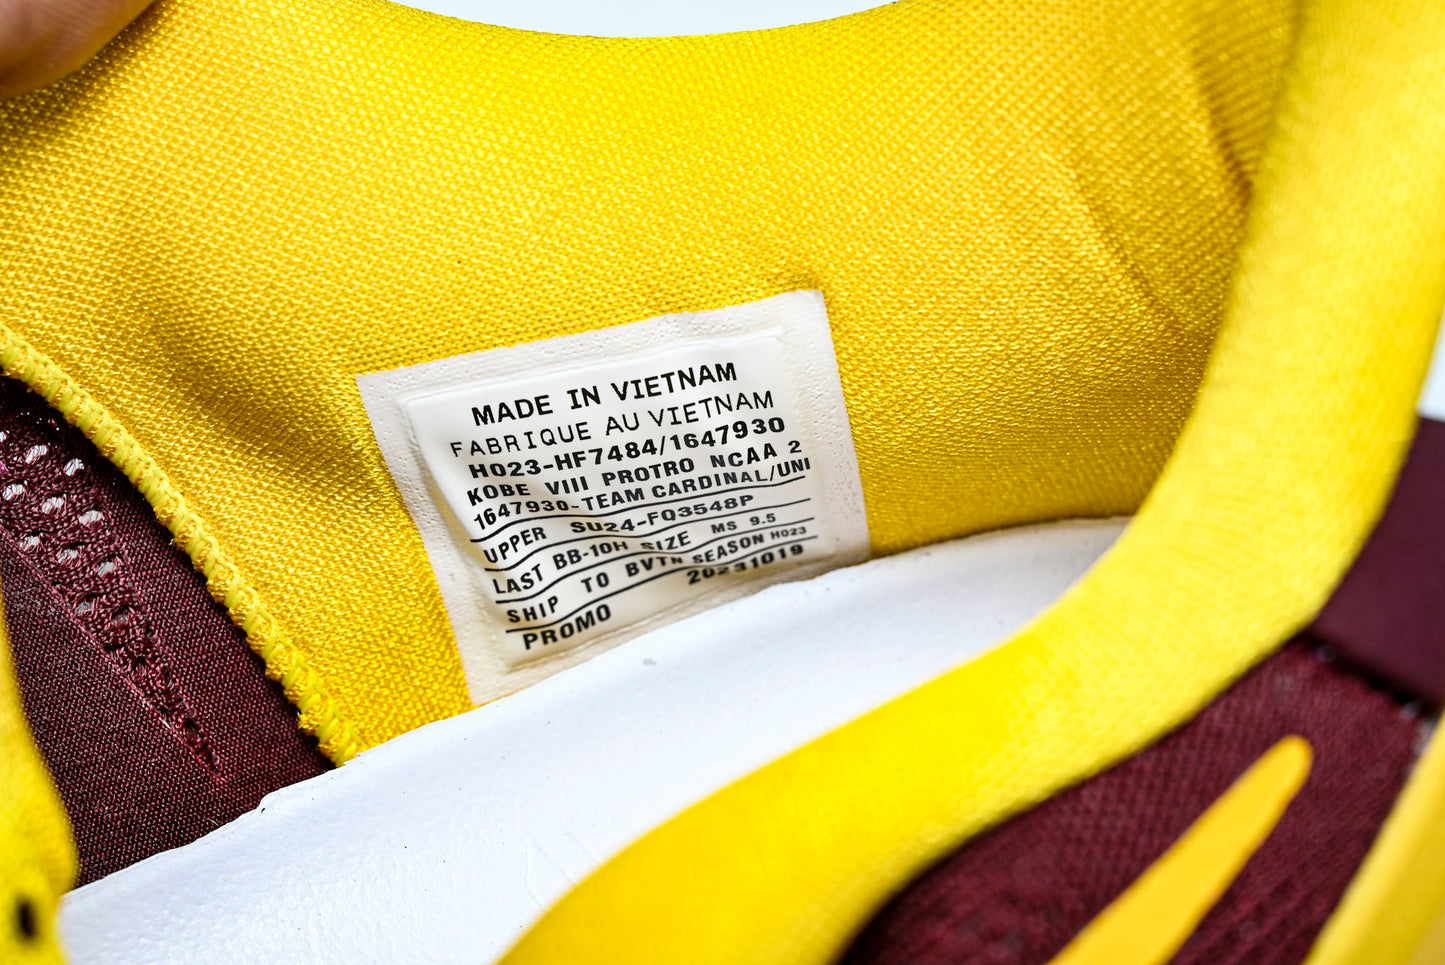 MADE IN VIETNAM
FABRIQUE AU VIETNAM
HO23-HF7484/1647930
KOBE VIII PROTRO NCAA 2
1647930-TEAM CARDINAL/UNI
UPPER SU24-FQ3548P
LAST BB-10H SIZE MS 9.5
SHIP TO BVTN SEASON HO23
PROMO 20231019